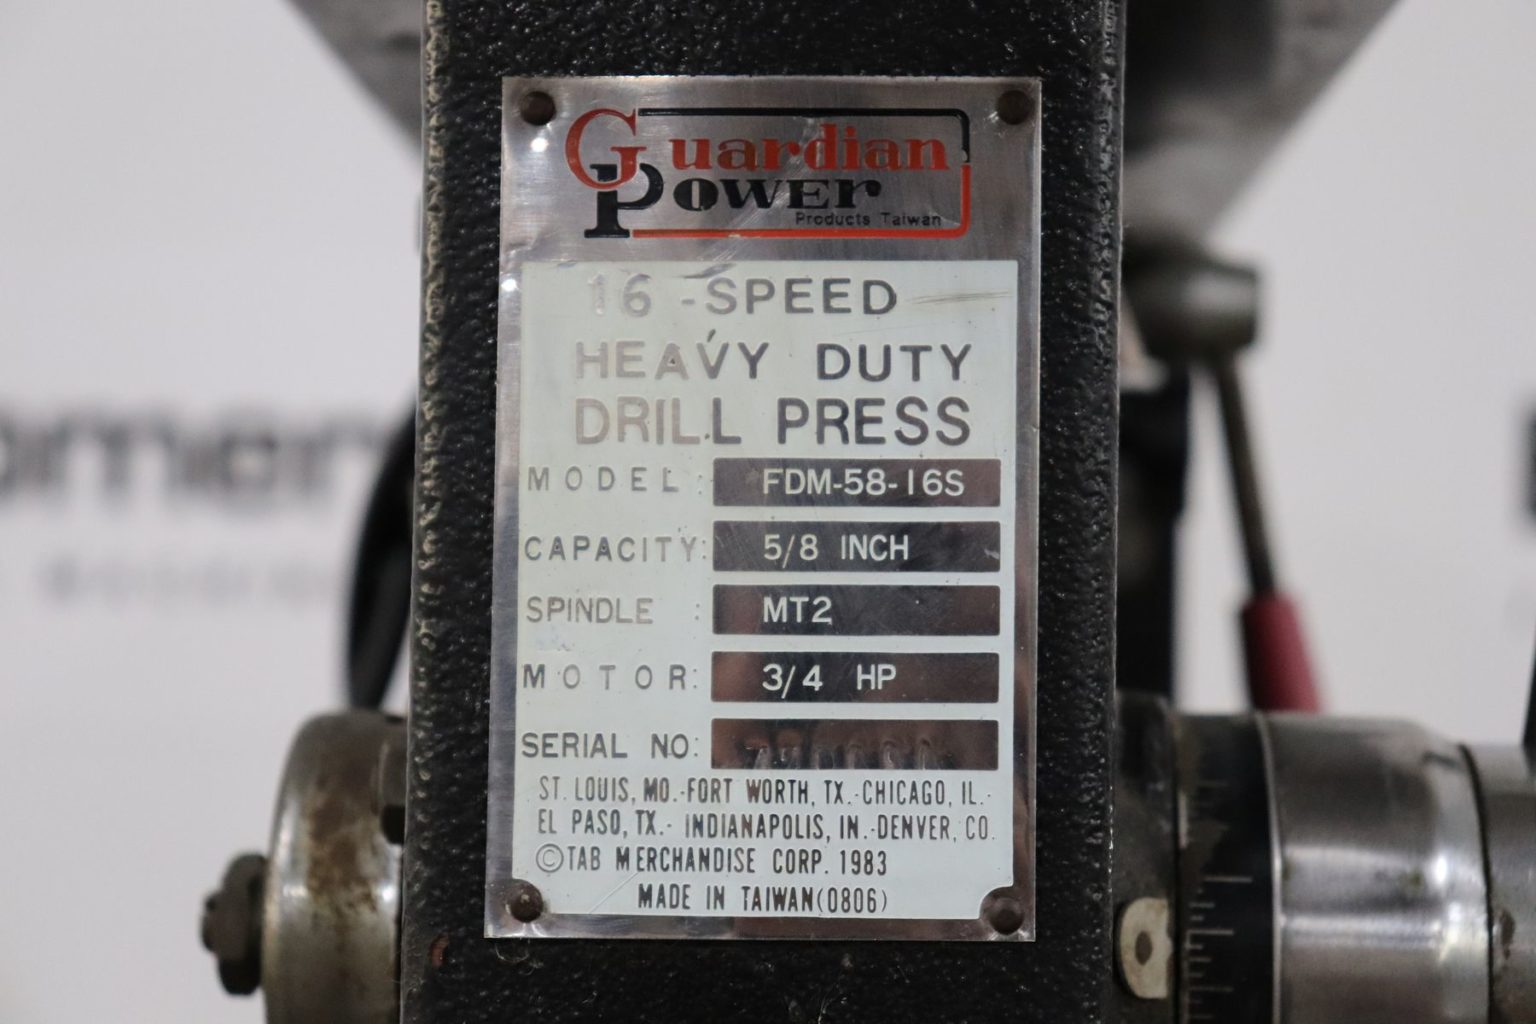 Guardian
Power
Products Taiwan
16-SPEED
HEAVY DUTY
DRILL PRESS
MODEL: FDM-58-16S
CAPACITY: 5/8 INCH
SPINDLE : MT2
MOTOR: 3/4 HP
SERIAL NO:
ST. LOUIS, MO.-FORT WORTH, TX.-CHICAGO, IL.-
EL PASO, TX.- INDIANAPOLIS, IN.-DENVER, CO.
©TAB MERCHANDISE CORP. 1983
MADE IN TAIWAN(0806)